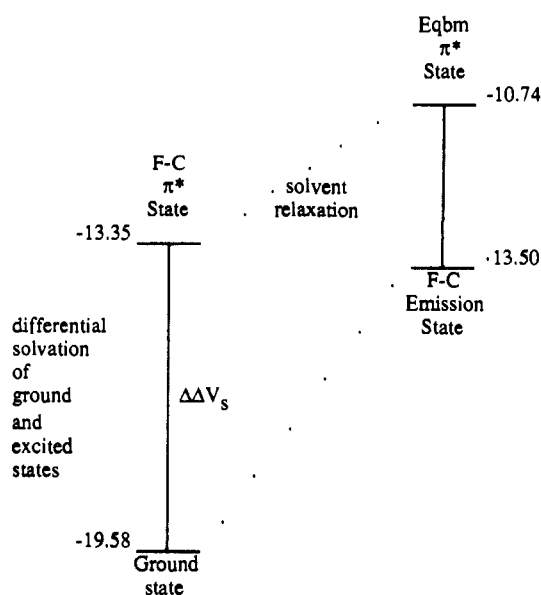 Eqbm
π*
State
-10.74
F-C
π*
State
solvent
relaxation
-13.35
13.50
F-C
Emission
State
differential
solvation
of
ground
and
excited
states
ΔΔVs
-19.58
Ground
state